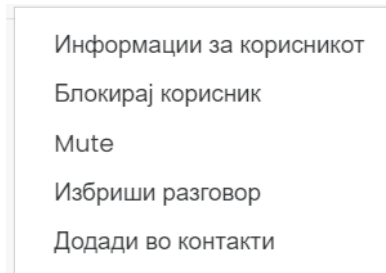 Информации за корисникот
Блокирај корисник
Mute
Избриши разговор
Додади во контакти